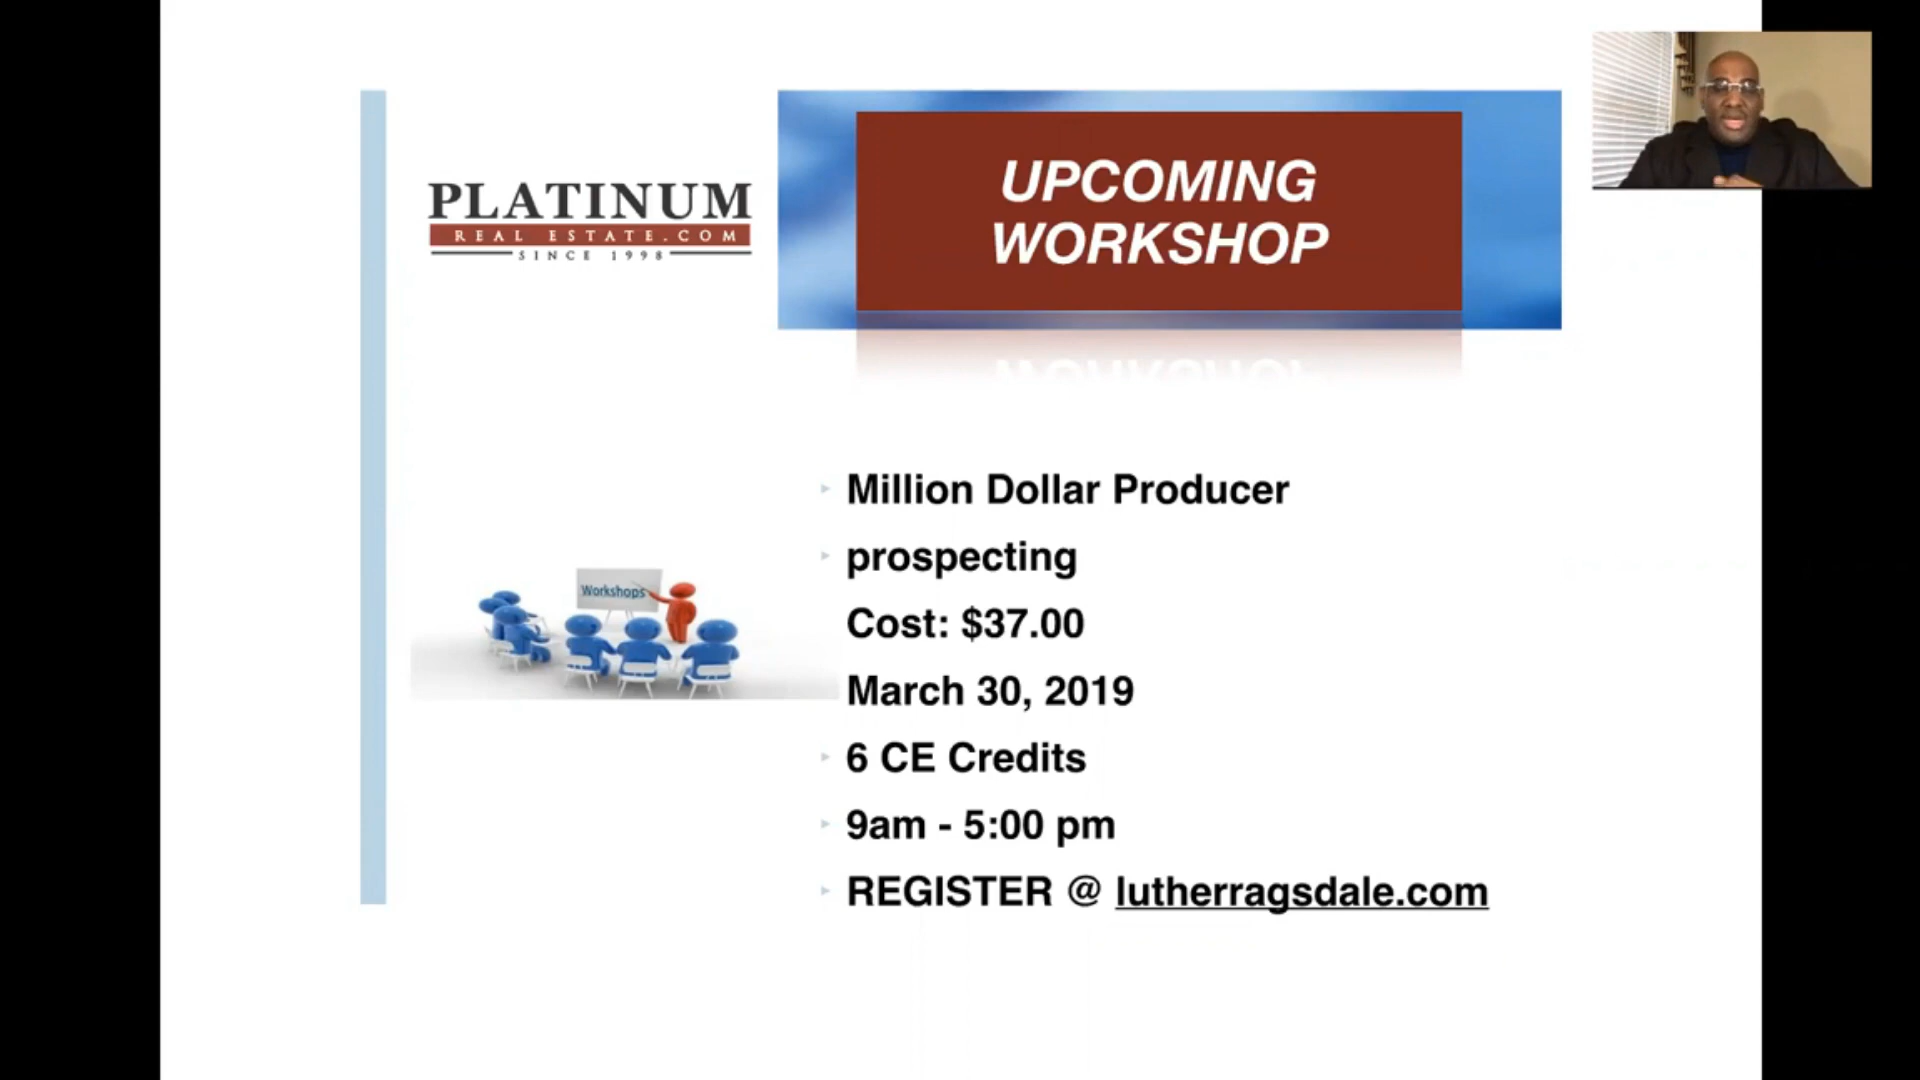 PLATINUM
REAL ESTATE.COM
SINCE 1998
UPCOMING
WORKSHOP
Workshops
Million Dollar Producer
prospecting
Cost: $37.00
March 30, 2019
6 CE Credits
9am - 5:00 pm
REGISTER @ lutherragsdale.com